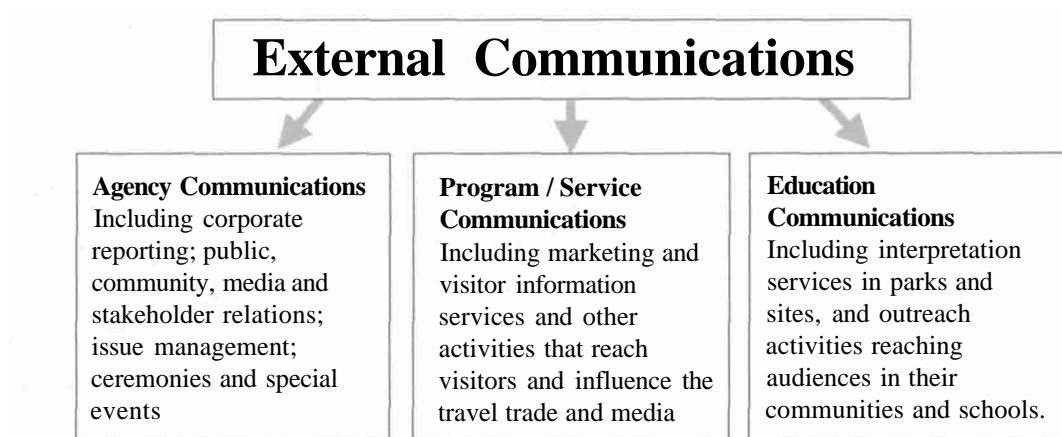 External Communications
Agency Communications
Including corporate
reporting; public,
community, media and
stakeholder relations;
issue management;
ceremonies and special
events
Program / Service
Communications
Including marketing and
visitor information
services and other
activities that reach
visitors and influence the
travel trade and media
Education
Communications
Including interpretation
services in parks and
sites, and outreach
activities reaching
audiences in their
communities and schools.